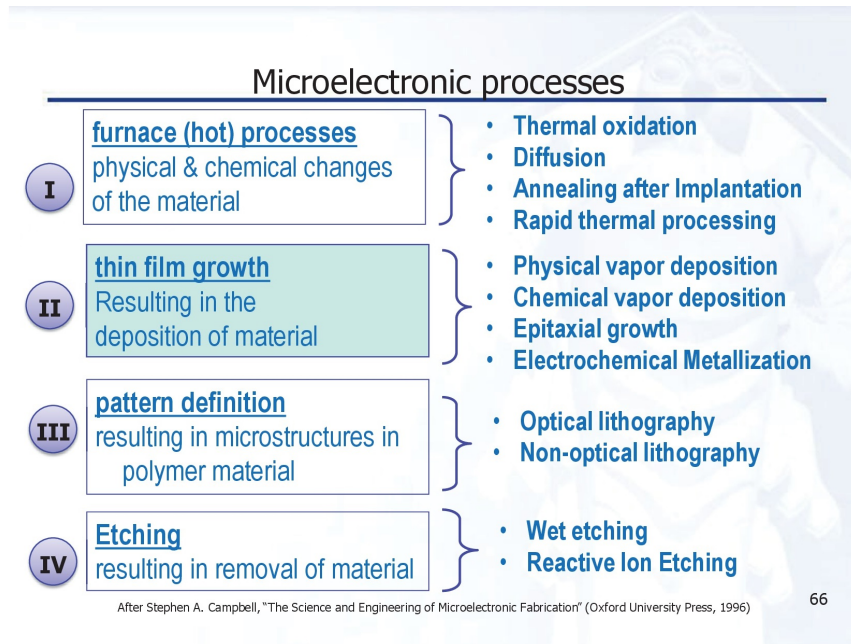 Microelectronic processes
I
furnace (hot) processes
physical & chemical changes
of the material
• Thermal oxidation
• Diffusion
• Annealing after Implantation
• Rapid thermal processing
II
thin film growth
Resulting in the
deposition of material
• Physical vapor deposition
• Chemical vapor deposition
• Epitaxial growth
• Electrochemical Metallization
III
pattern definition
resulting in microstructures in
polymer material
• Optical lithography
• Non-optical lithography
IV
Etching
resulting in removal of material
• Wet etching
• Reactive Ion Etching
After Stephen A. Campbell, “The Science and Engineering of Microelectronic Fabrication” (Oxford University Press, 1996)
66